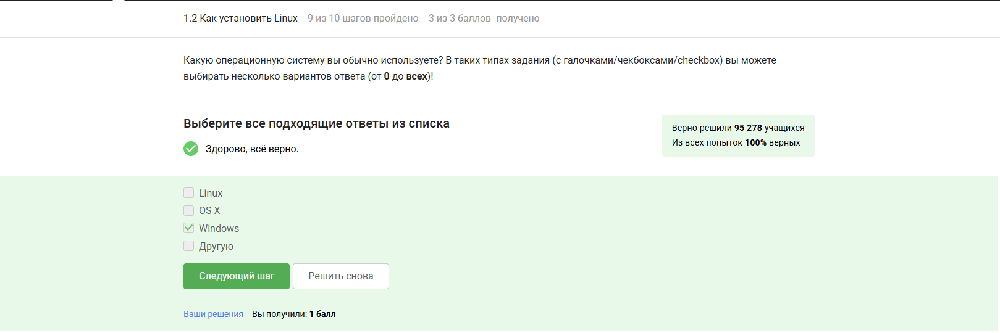 1.2 Как установить Linux 9 из 10 шагов пройдено 3 из 3 баллов получено
Какую операционную систему вы обычно используете? В таких типах задания (с галочками/чекбоксами/checkbox) вы можете
выбирать несколько вариантов ответа (от 0 до всех)!
Выберите все подходящие ответы из списка
Здорово, всё верно.
Верно решили 95 278 учащихся
Из всех попыток 100% верных
Linux
OS X
Windows
Другую
Следующий шаг Решить снова
Ваши решения Вы получили: 1 балл